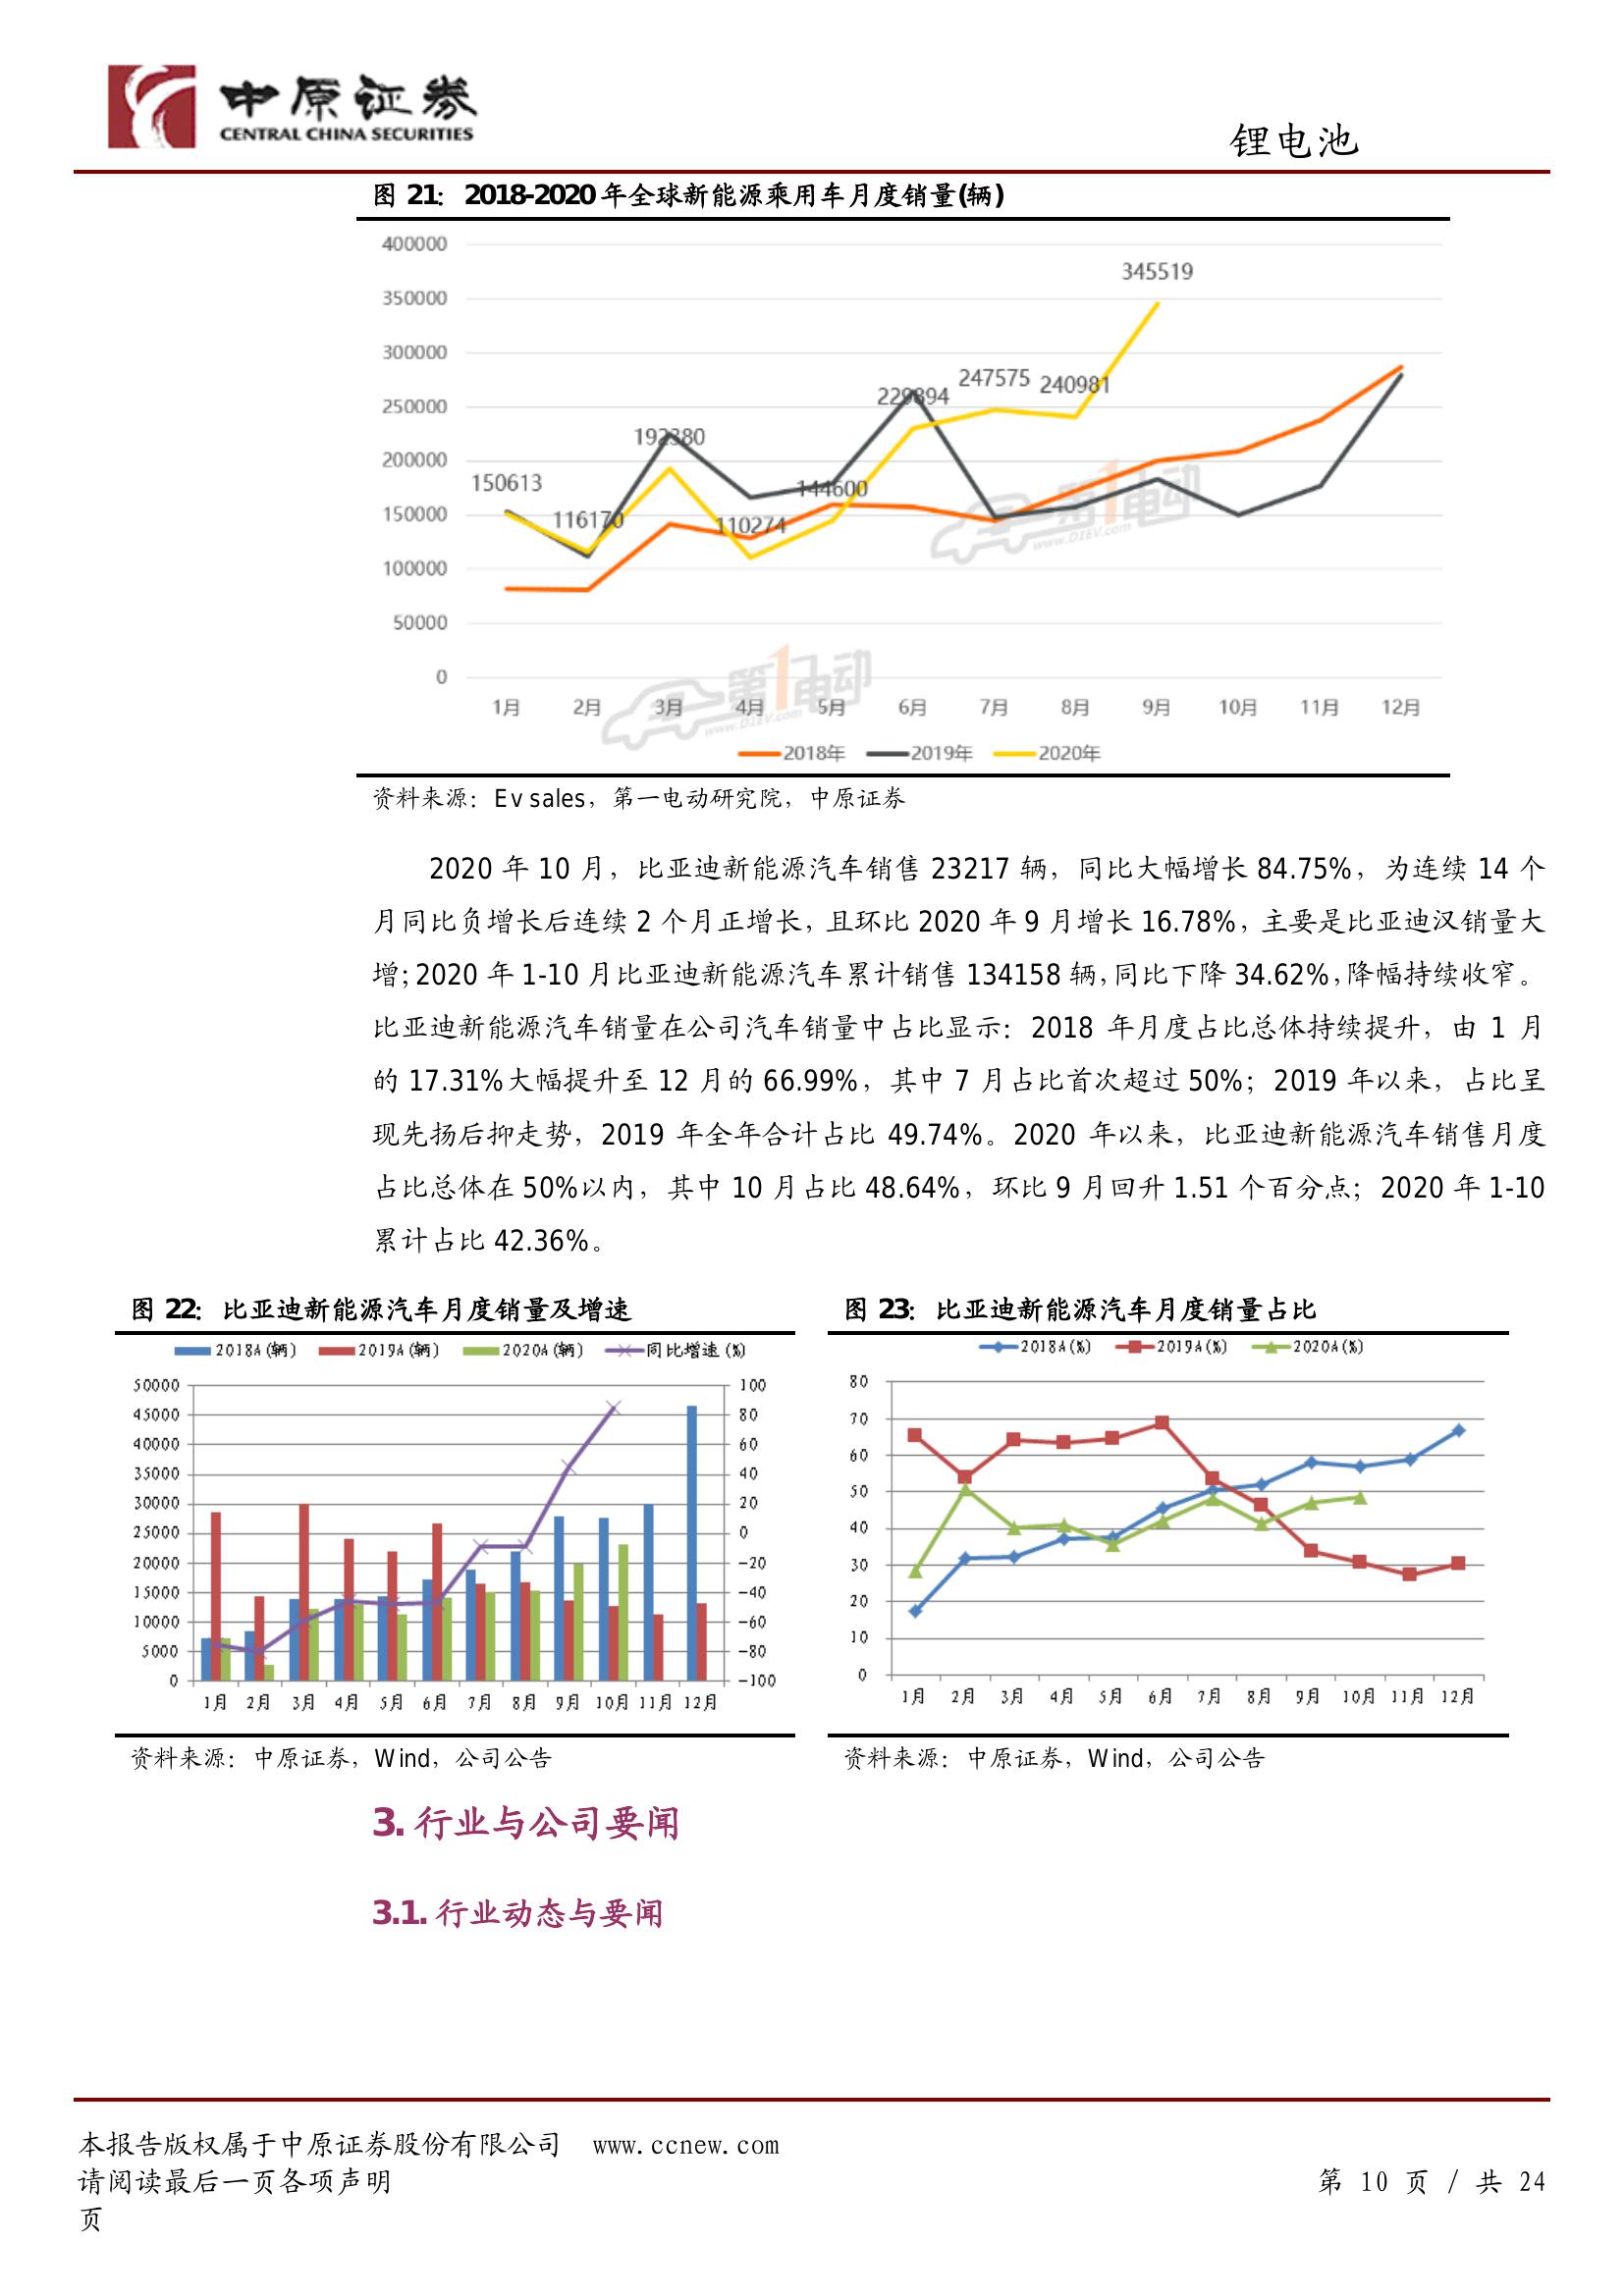 中原证券
CENTRAL CHINA SECURITIES
锂电池
图 21：2018-2020 年全球新能源乘用车月度销量(辆)
400000
350000
300000
250000
200000
150000
100000
50000
0
150613
116170
192380
110274
144600
229894
247575
240981
345519
第1电动
www.D1EV.com
第1电动
www.D1EV.com
1月 2月 3月 4月 5月 6月 7月 8月 9月 10月 11月 12月
2018年 2019年 2020年
资料来源：Ev sales，第一电动研究院，中原证券
2020 年 10 月，比亚迪新能源汽车销售 23217 辆，同比大幅增长 84.75%，为连续 14 个
月同比负增长后连续 2 个月正增长，且环比 2020 年 9 月增长 16.78%，主要是比亚迪汉销量大
增；2020 年 1-10 月比亚迪新能源汽车累计销售 134158 辆，同比下降 34.62%，降幅持续收窄。
比亚迪新能源汽车销量在公司汽车销量中占比显示：2018 年月度占比总体持续提升，由 1 月
的 17.31%大幅提升至 12 月的 66.99%，其中 7 月占比首次超过 50%；2019 年以来，占比呈
现先扬后抑走势，2019 年全年合计占比 49.74%。2020 年以来，比亚迪新能源汽车销售月度
占比总体在 50%以内，其中 10 月占比 48.64%，环比 9 月回升 1.51 个百分点；2020 年 1-10
累计占比 42.36%。
图 22：比亚迪新能源汽车月度销量及增速
2018A(辆) 2019A(辆) 2020A(辆) 同比增速(%)
50000 100
45000 80
40000 60
35000 40
30000 20
25000 0
20000 -20
15000 -40
10000 -60
5000 -80
0 -100
1月 2月 3月 4月 5月 6月 7月 8月 9月 10月 11月 12月
资料来源：中原证券，Wind，公司公告
图 23：比亚迪新能源汽车月度销量占比
2018A(%) 2019A(%) 2020A(%)
80
70
60
50
40
30
20
10
0
1月 2月 3月 4月 5月 6月 7月 8月 9月 10月 11月 12月
资料来源：中原证券，Wind，公司公告
3. 行业与公司要闻
3.1. 行业动态与要闻
本报告版权属于中原证券股份有限公司 www.ccnew.com
请阅读最后一页各项声明 第 10 页 / 共 24
页